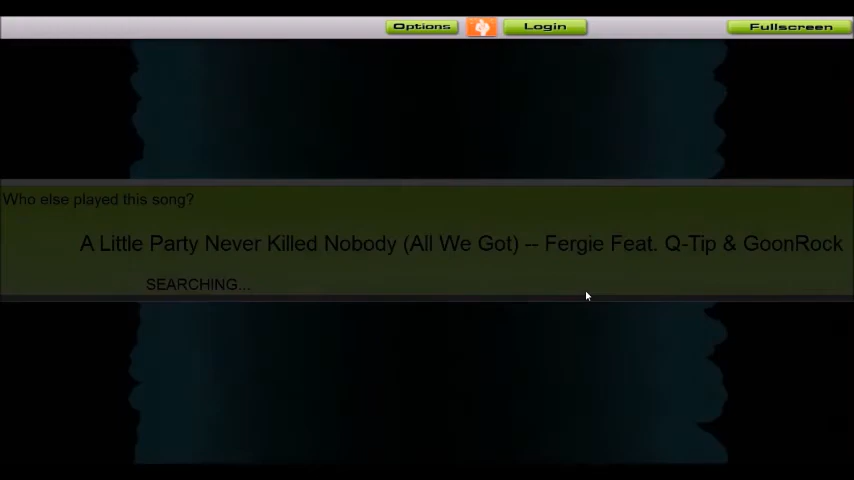 Options Login Fullscreen
Who else played this song?
A Little Party Never Killed Nobody (All We Got) -- Fergie Feat. Q-Tip & GoonRock
SEARCHING...